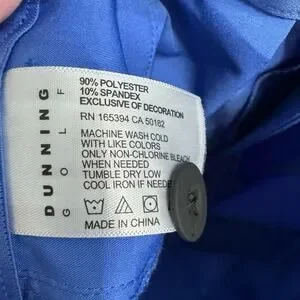 DUNNING
GOLF
90% POLYESTER
10% SPANDEX
EXCLUSIVE OF DECORATION
RN 165394 CA 50182
MACHINE WASH COLD
WITH LIKE COLORS
ONLY NON-CHLORINE BLEACH
WHEN NEEDED
TUMBLE DRY LOW
COOL IRON IF NEEDED
MADE IN CHINA